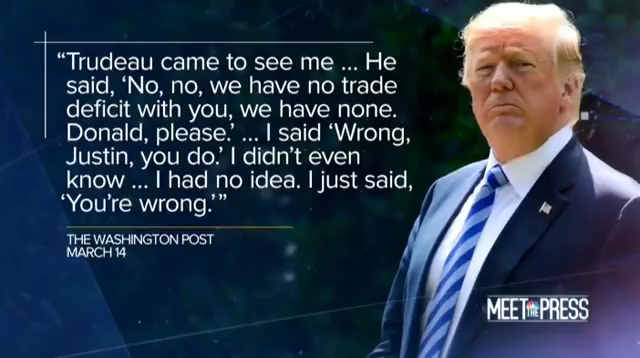 “Trudeau came to see me ... He
said, ‘No, no, we have no trade
deficit with you, we have none.
Donald, please.’ ... I said ‘Wrong,
Justin, you do.’ I didn’t even
know ... I had no idea. I just said,
‘You’re wrong.’”
THE WASHINGTON POST
MARCH 14
MEET THE PRESS